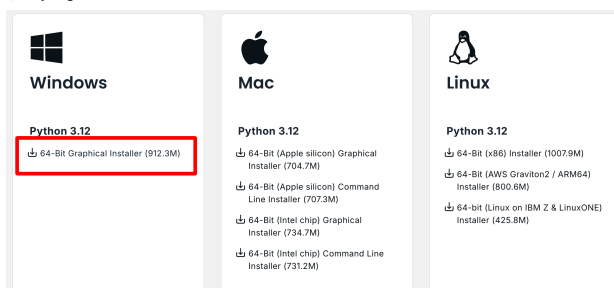 Windows
Python 3.12
64-Bit Graphical Installer (912.3M)
Mac
Python 3.12
64-Bit (Apple silicon) Graphical
Installer (704.7M)
64-Bit (Apple silicon) Command
Line Installer (707.3M)
64-Bit (Intel chip) Graphical
Installer (734.7M)
64-Bit (Intel chip) Command Line
Installer (731.2M)
Linux
Python 3.12
64-Bit (x86) Installer (1007.9M)
64-Bit (AWS Graviton2 / ARM64)
Installer (800.6M)
64-bit (Linux on IBM Z & LinuxONE)
Installer (425.8M)